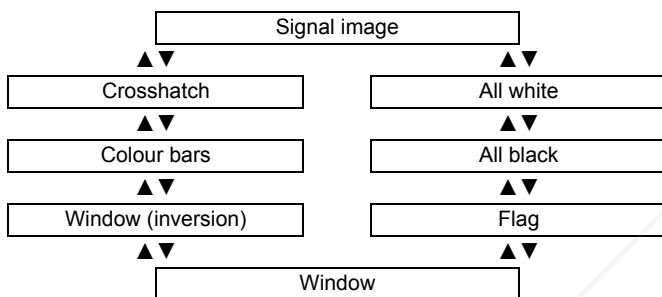 Signal image
▲▼ ▲▼
Crosshatch All white
▲▼ ▲▼
Colour bars All black
▲▼ ▲▼
Window (inversion) Flag
▲▼ ▲▼
Window